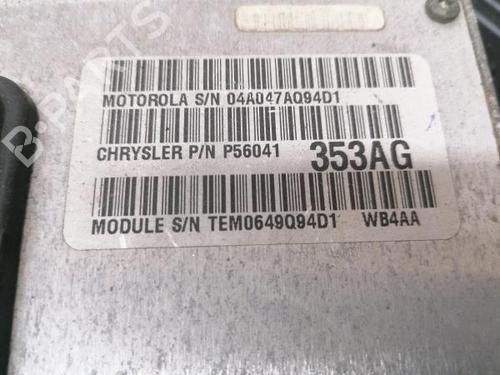 B-PARTS
MOTOROLA S/N 04A047AQ94D1
CHRYSLER P/N P56041 353AG
MODULE S/N TEM0649Q94D1 WB4AA